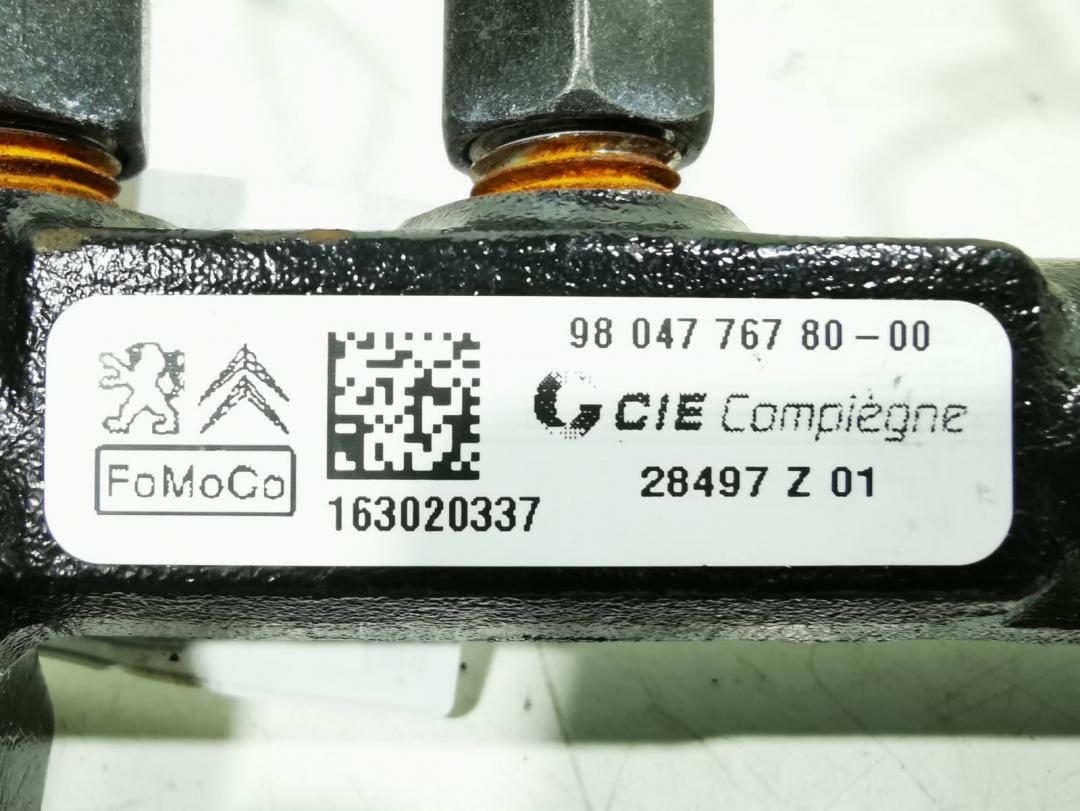 98 047 767 80-00
CIE Compiègne
28497 Z 01
FoMoCo
163020337